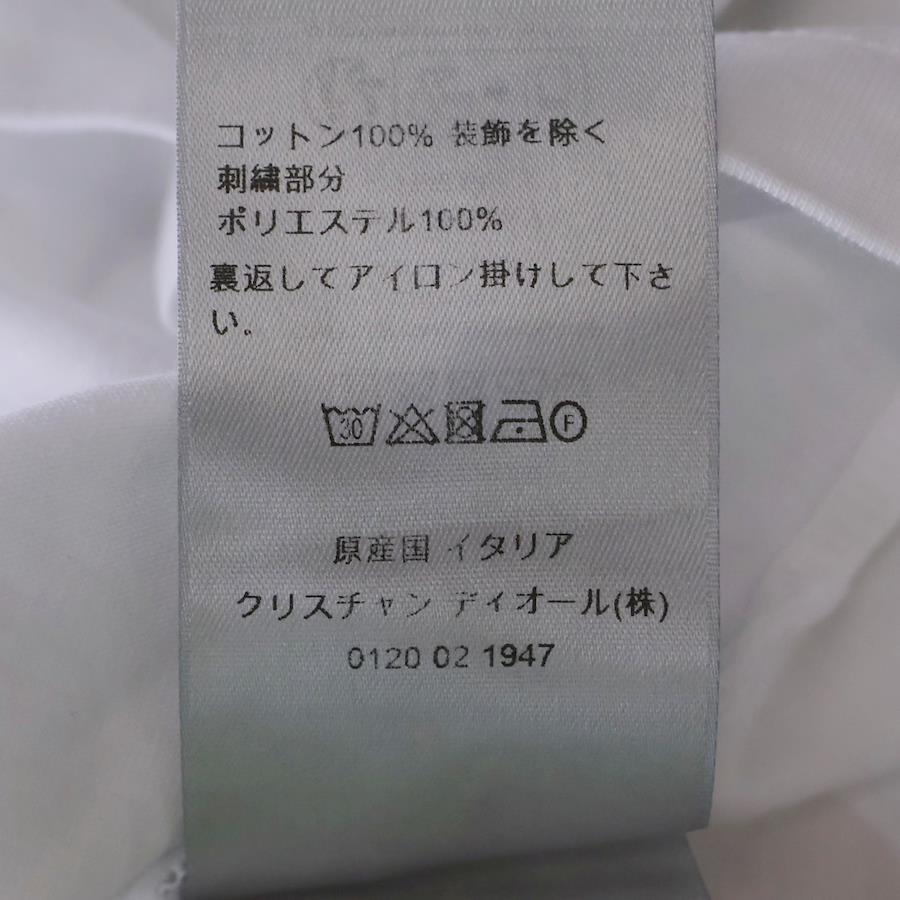 コットン100% 装飾を除く
刺繍部分
ポリエステル100%
裏返してアイロン掛けして下さ
い。
30 F
原産国 イタリア
クリスチャン ディオール(株)
0120 02 1947